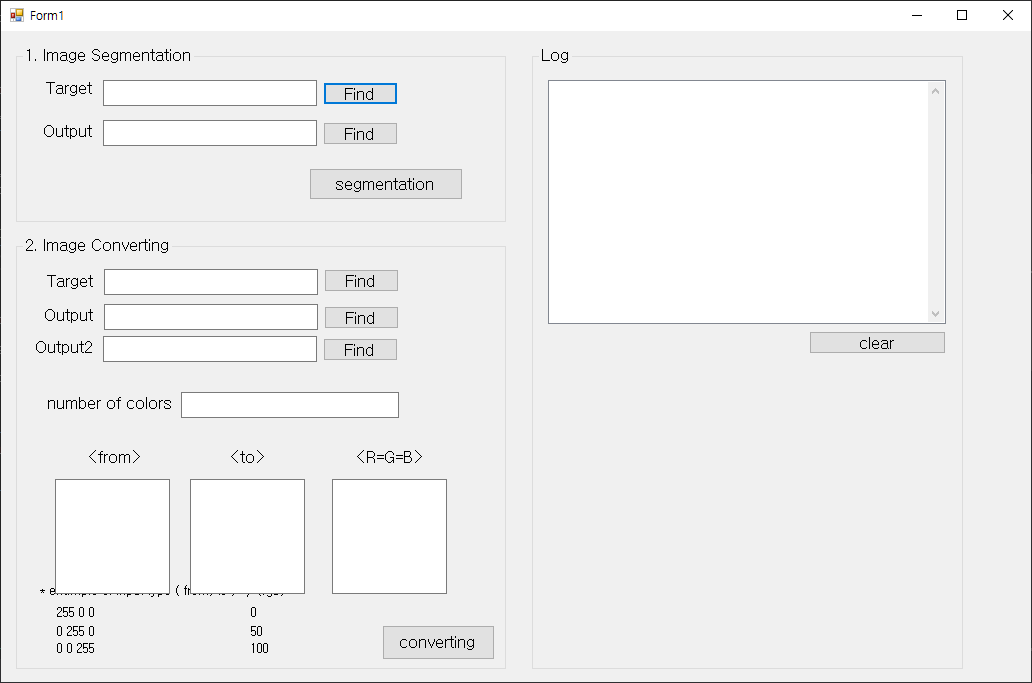 Form1
1. Image Segmentation
Target
Find
Output
Find
segmentation
2. Image Converting
Target
Find
Output
Find
Output2
Find
number of colors
<from>
<to>
<R=G=B>
255 0 0
0
0 255 0
50
0 0 255
100
converting
Log
clear